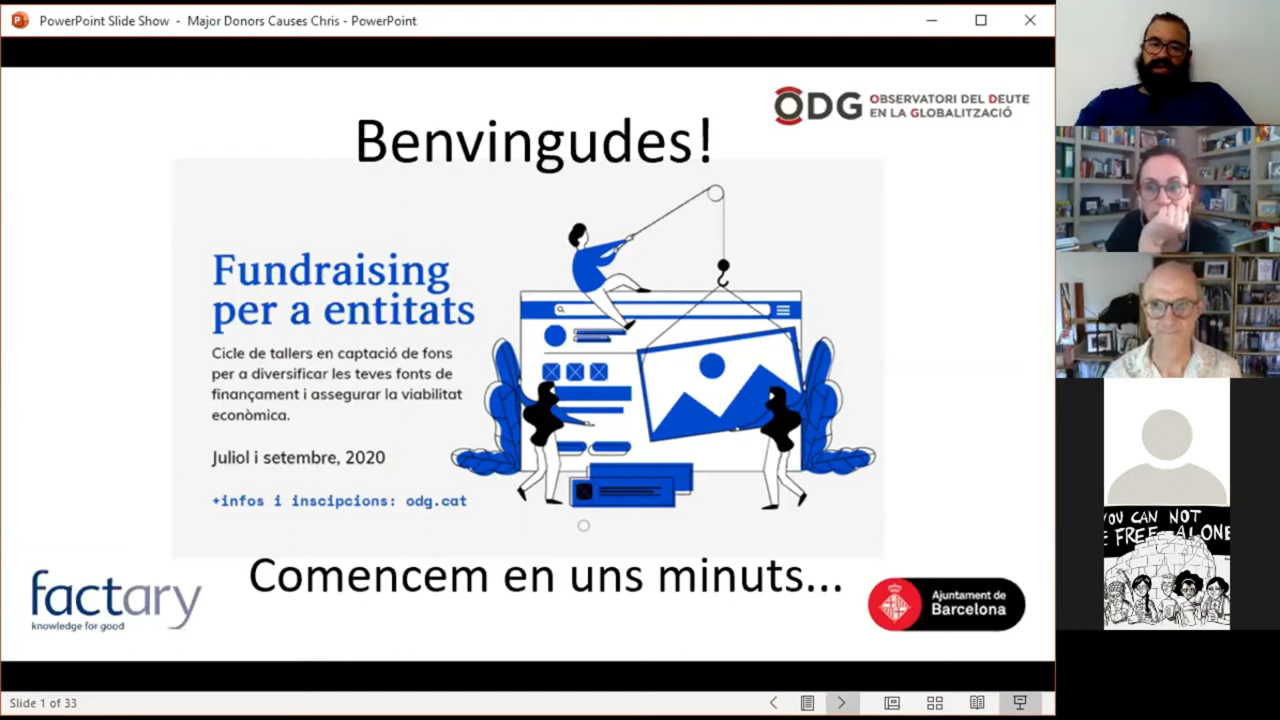 PowerPoint Slide Show - Major Donors Causes Chris - PowerPoint
ODG OBSERVATORI DEL DEUTE
EN LA GLOBALITZACIÓ
Benvingudes!
Fundraising
per a entitats
Cicle de tallers en captació de fons
per a diversificar les teves fonts de
finançament i assegurar la viabilitat
econòmica.
Juliol i setembre, 2020
+infos i inscipcions: odg.cat
Comencem en uns minuts...
factary
knowledge for good
Ajuntament de
Barcelona
YOU CAN NOT
E FREE ALONE
Slide 1 of 33